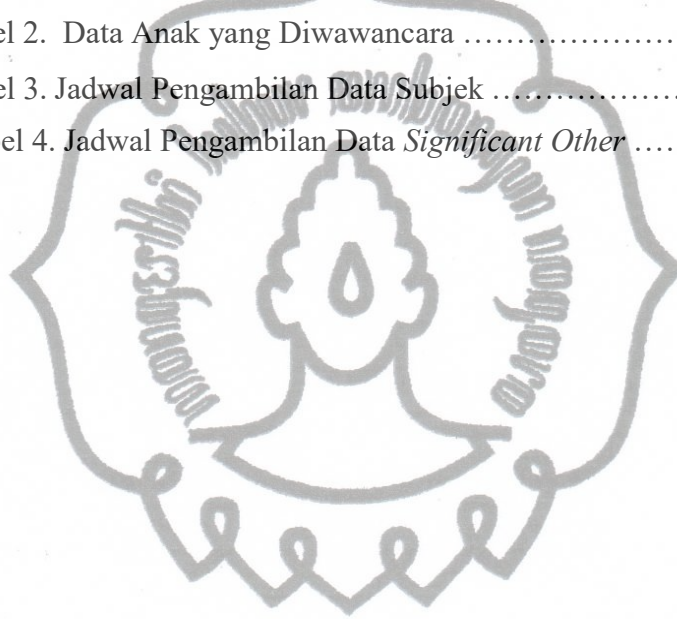 el 2. Data Anak yang Diwawancara ………………….
el 3. Jadwal Pengambilan Data Subjek ………………..
el 4. Jadwal Pengambilan Data Significant Other ….